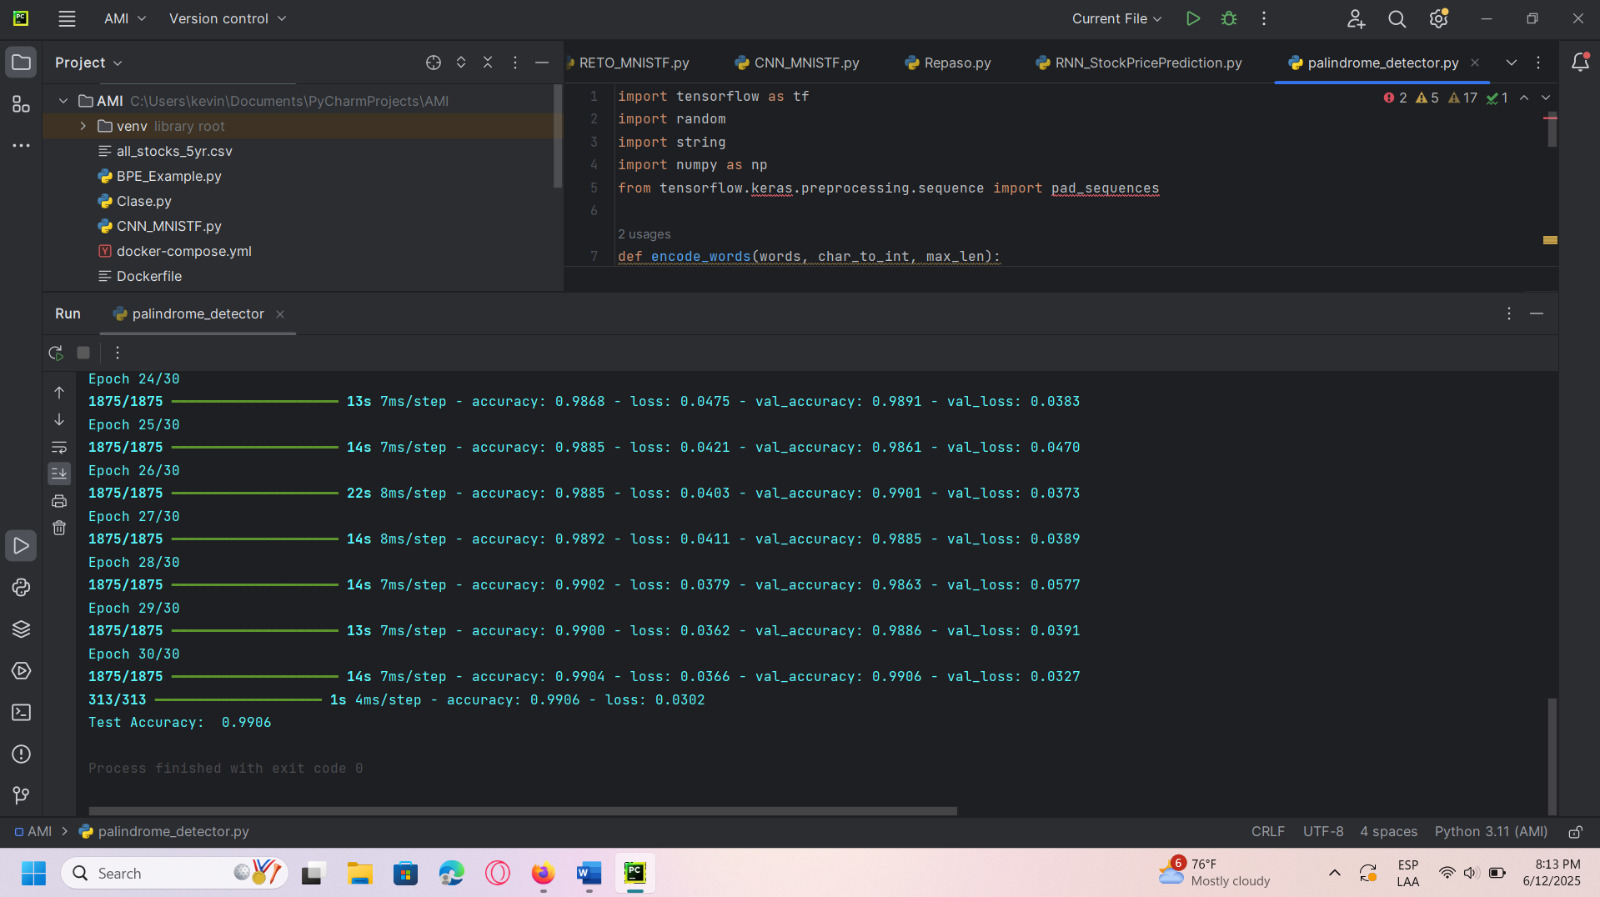 PC AMI Version control Current File
Project RETO_MNISTF.py CNN_MNISTF.py Repaso.py RNN_StockPricePrediction.py palindrome_detector.py
AMI C:\Users\kevin\Documents\PyCharmProjects\AMI
venv library root
all_stocks_5yr.csv
BPE_Example.py
Clase.py
CNN_MNISTF.py
docker-compose.yml
Dockerfile
1 import tensorflow as tf
2 5 17 1
2 import random
3 import string
4 import numpy as np
5 from tensorflow.keras.preprocessing.sequence import pad_sequences
6
2 usages
7 def encode_words(words, char_to_int, max_len):
Run palindrome_detector
Epoch 24/30
1875/1875 13s 7ms/step - accuracy: 0.9868 - loss: 0.0475 - val_accuracy: 0.9891 - val_loss: 0.0383
Epoch 25/30
1875/1875 14s 7ms/step - accuracy: 0.9885 - loss: 0.0421 - val_accuracy: 0.9861 - val_loss: 0.0470
Epoch 26/30
1875/1875 22s 8ms/step - accuracy: 0.9885 - loss: 0.0403 - val_accuracy: 0.9901 - val_loss: 0.0373
Epoch 27/30
1875/1875 14s 8ms/step - accuracy: 0.9892 - loss: 0.0411 - val_accuracy: 0.9885 - val_loss: 0.0389
Epoch 28/30
1875/1875 14s 7ms/step - accuracy: 0.9902 - loss: 0.0379 - val_accuracy: 0.9863 - val_loss: 0.0577
Epoch 29/30
1875/1875 13s 7ms/step - accuracy: 0.9900 - loss: 0.0362 - val_accuracy: 0.9886 - val_loss: 0.0391
Epoch 30/30
1875/1875 14s 7ms/step - accuracy: 0.9904 - loss: 0.0366 - val_accuracy: 0.9906 - val_loss: 0.0327
313/313 1s 4ms/step - accuracy: 0.9906 - loss: 0.0302
Test Accuracy:  0.9906
Process finished with exit code 0
AMI > palindrome_detector.py CRLF UTF-8 4 spaces Python 3.11 (AMI)
Search
W
PC
6
76°F
Mostly cloudy
ESP
LAA
8:13 PM
6/12/2025